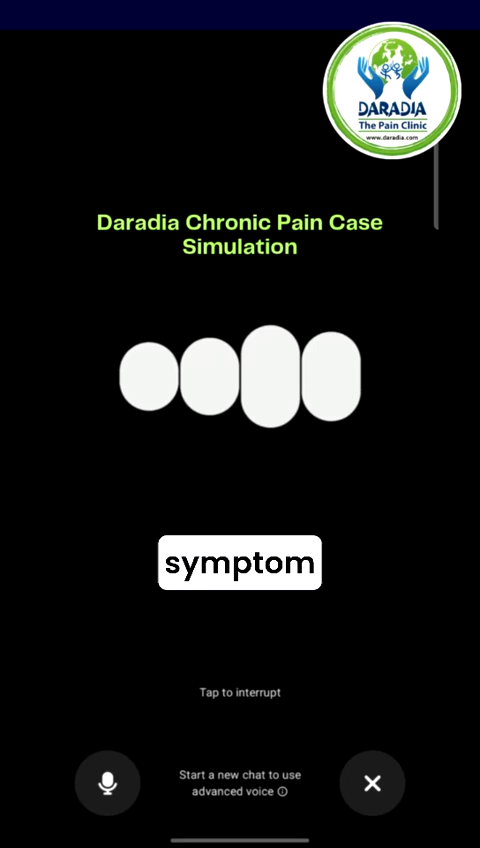 DARADIA
The Pain Clinic
www.daradia.com
Daradia Chronic Pain Case
Simulation
symptom
Tap to interrupt
Start a new chat to use
advanced voice